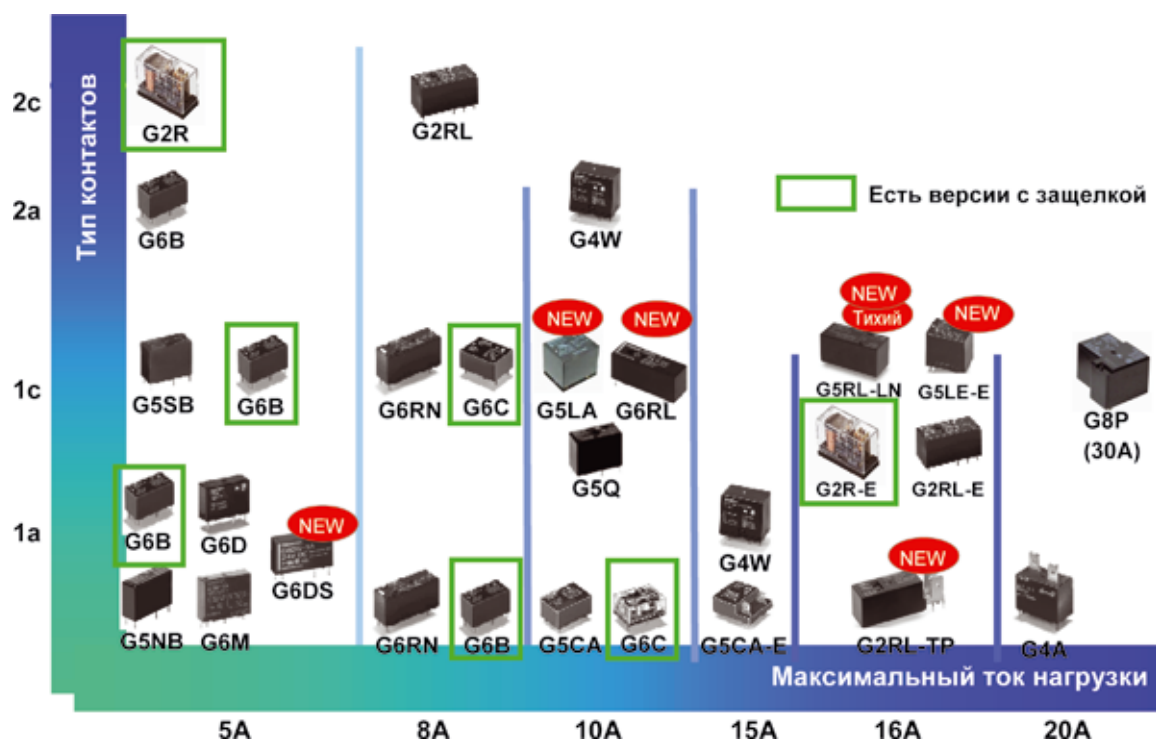 Тип контактов
2c
G2R
G2RL
2a
G6B
G4W
Есть версии с защелкой
1c
G5SB
G6B
G6RN
G6C
NEW
G5LA
NEW
G6RL
G5Q
NEW
Тихий
G5RL-LN
NEW
G5LE-E
G2R-E
G2RL-E
G8P
(30A)
1a
G6B
G6D
NEW
G6DS
G5NB
G6M
G6RN
G6B
G5CA
G6C
G4W
G5CA-E
NEW
G2RL-TP
G4A
Максимальный ток нагрузки
5A
8A
10A
15A
16A
20A